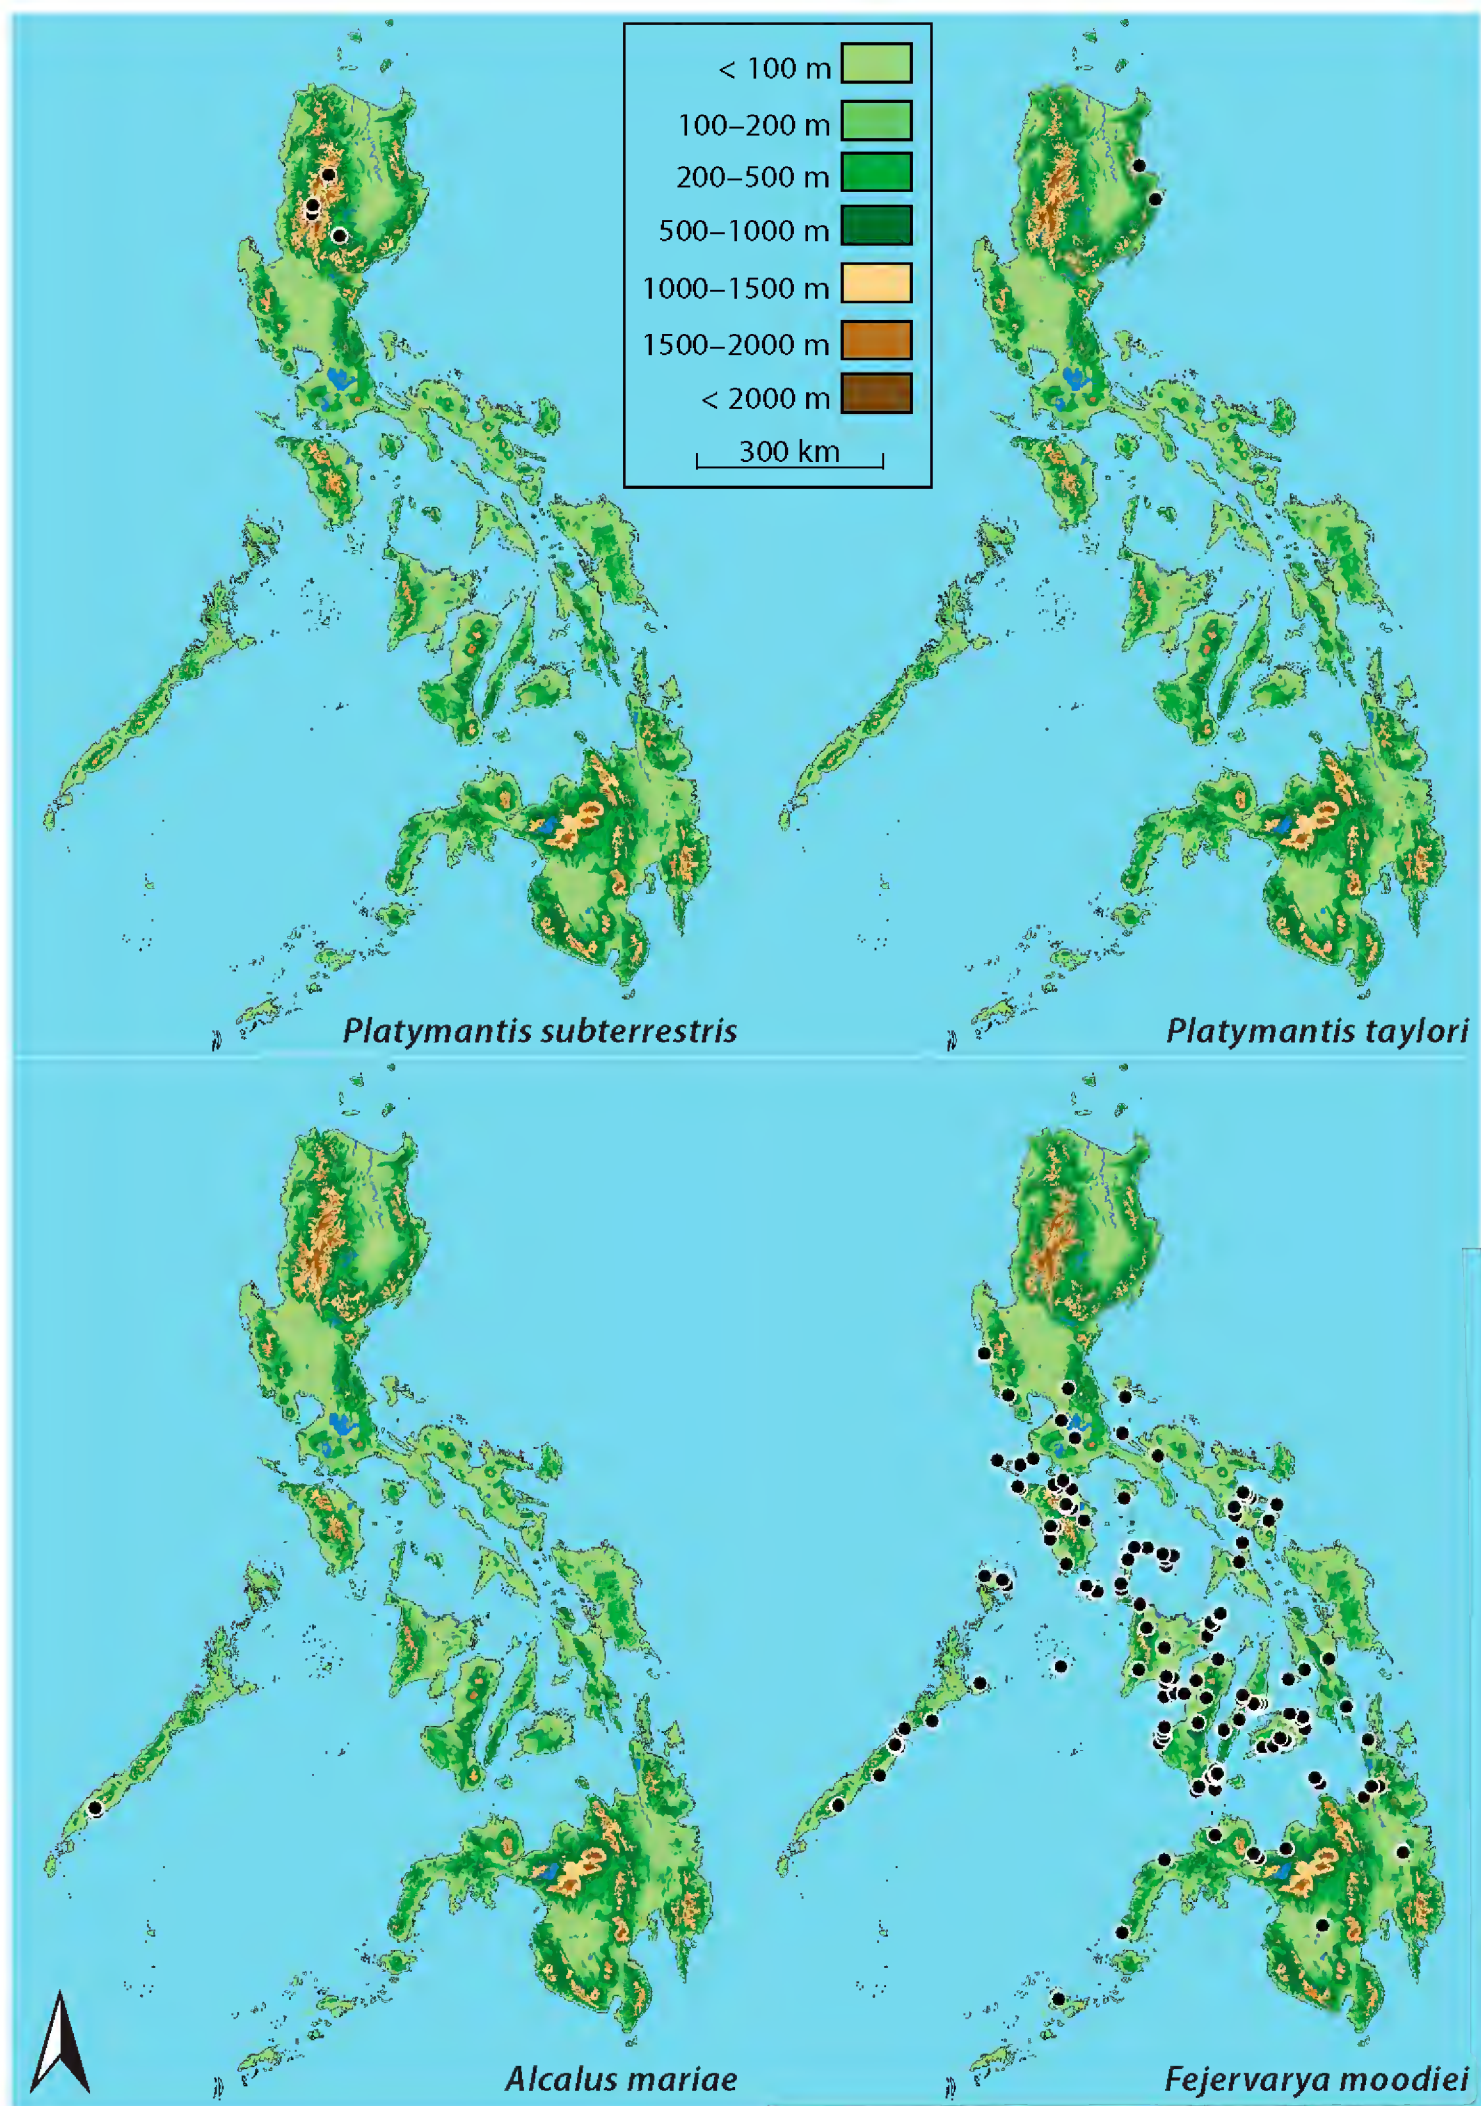 < 100 m
100–200 m
200–500 m
500–1000 m
1000–1500 m
1500–2000 m
< 2000 m
300 km
Platymantis subterrestris
Platymantis taylori
Alcalus mariae
Fejervarya moodiei